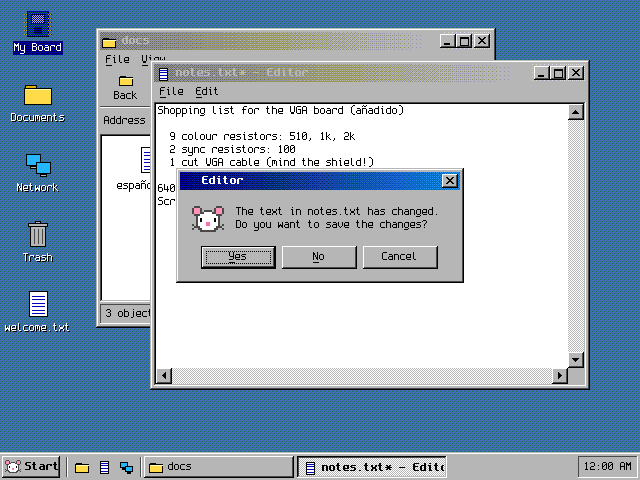 My Board
Documents
Network
Trash
welcome.txt
docs
File View
Back
Address
españo
3 object
notes.txt* - Editor
File Edit
Shopping list for the VGA board (añadido)
9 colour resistors: 510, 1k, 2k
2 sync resistors: 100
1 cut VGA cable (mind the shield!)
640
Scr
Editor
The text in notes.txt has changed.
Do you want to save the changes?
Yes No Cancel
Start docs notes.txt* - Edito 12:00 AM